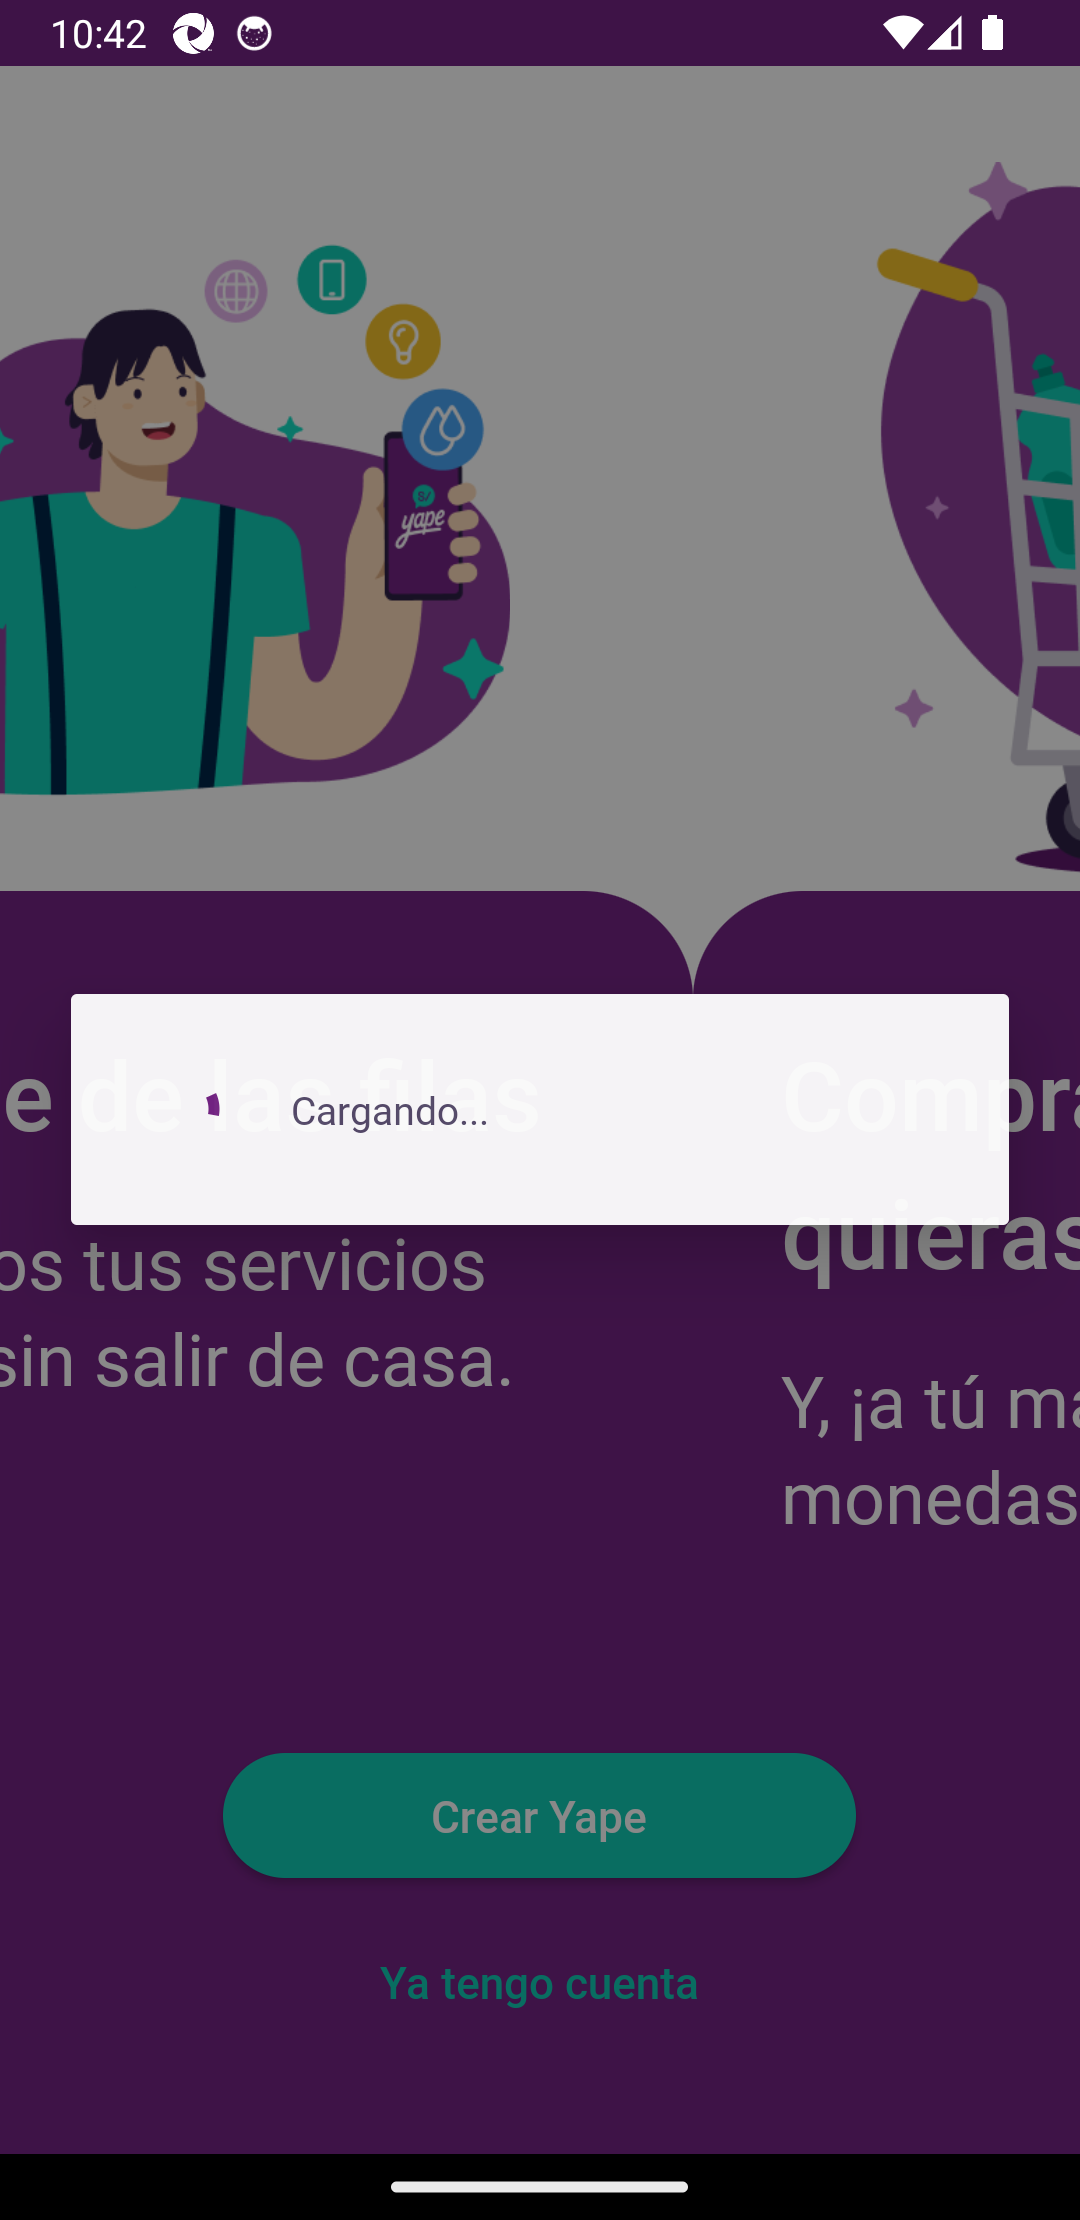 10:42
S/
yape
e de las filas
Compra
Cargando...
quieras
os tus servicios
sin salir de casa.
Y, ¡a tú ma
monedas
Crear Yape
Ya tengo cuenta